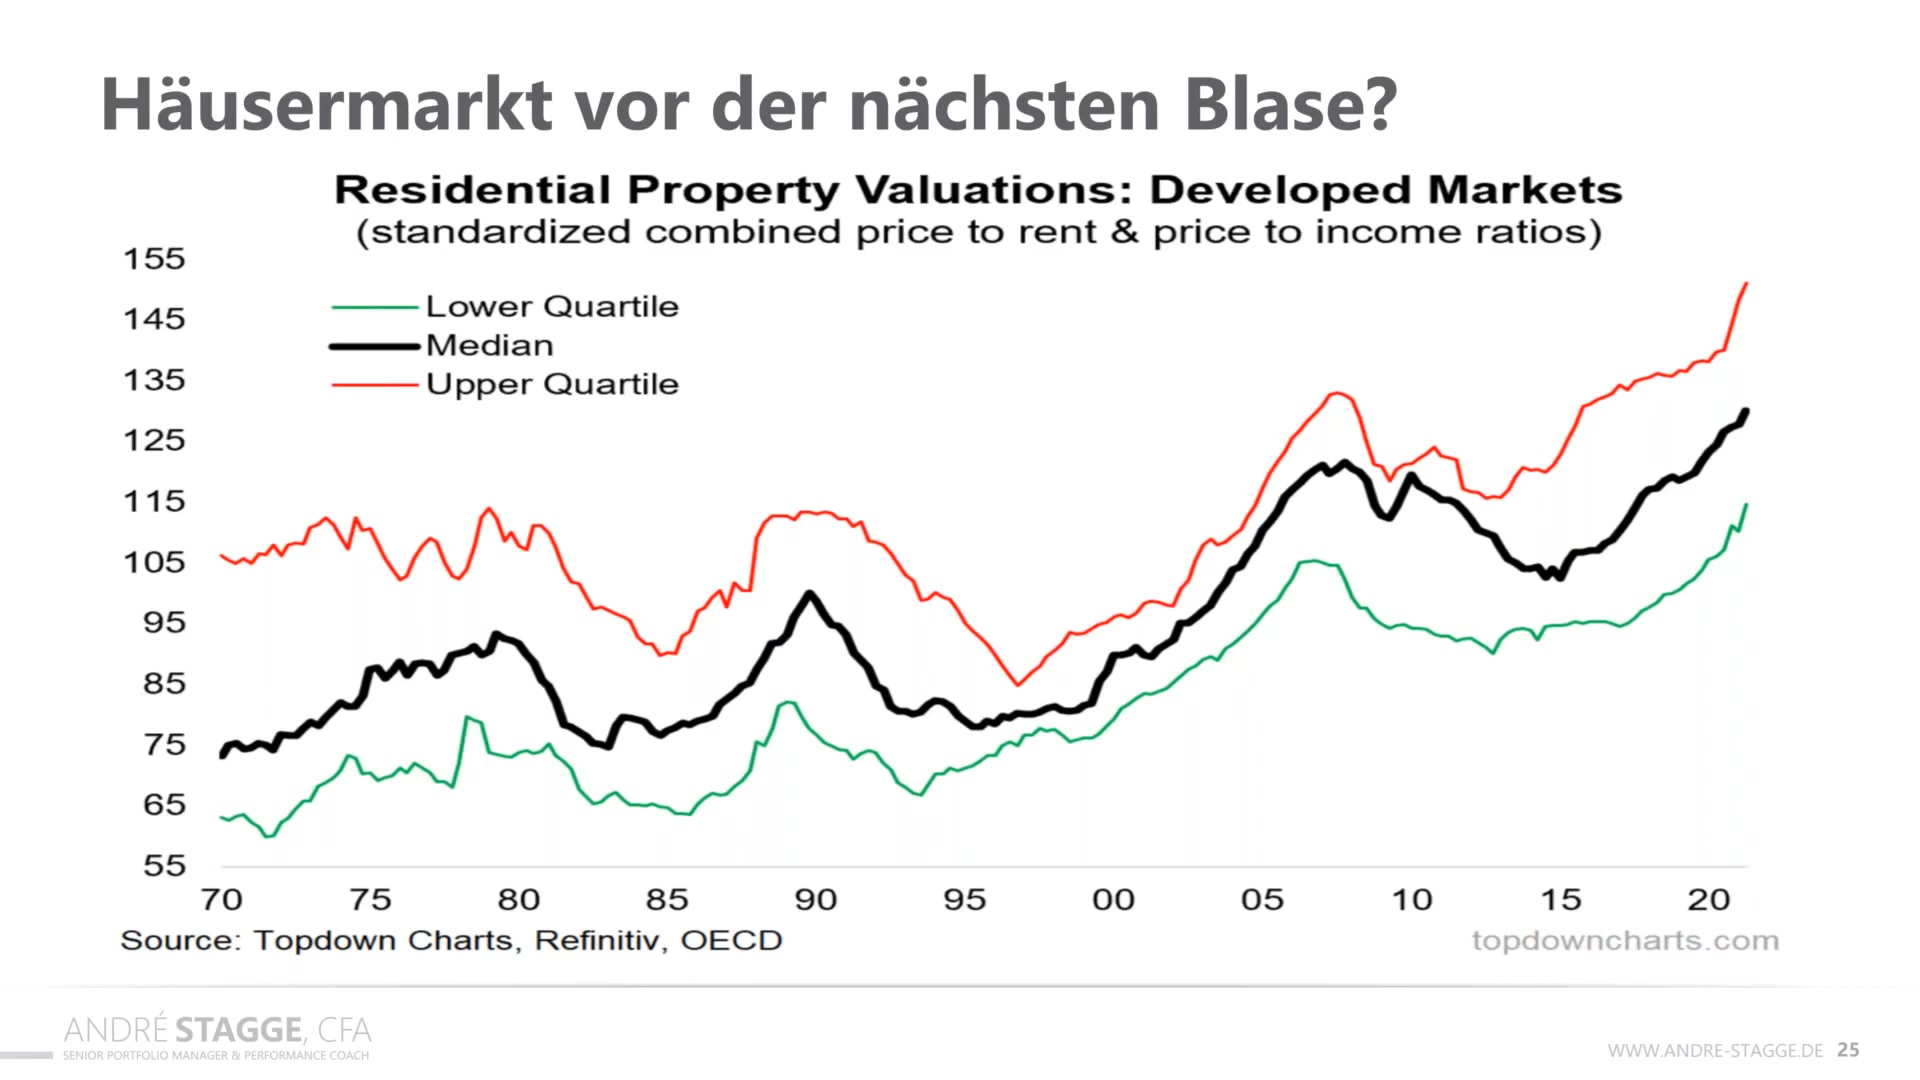 Häusermarkt vor der nächsten Blase?
Residential Property Valuations: Developed Markets
(standardized combined price to rent & price to income ratios)
155
145
135
125
115
105
95
85
75
65
55
Lower Quartile
Median
Upper Quartile
70 75 80 85 90 95 00 05 10 15 20
Source: Topdown Charts, Refinitiv, OECD
topdowncharts.com
ANDRÉ STAGGE, CFA
SENIOR PORTFOLIO MANAGER & PERFORMANCE COACH
WWW.ANDRE-STAGGE.DE 25